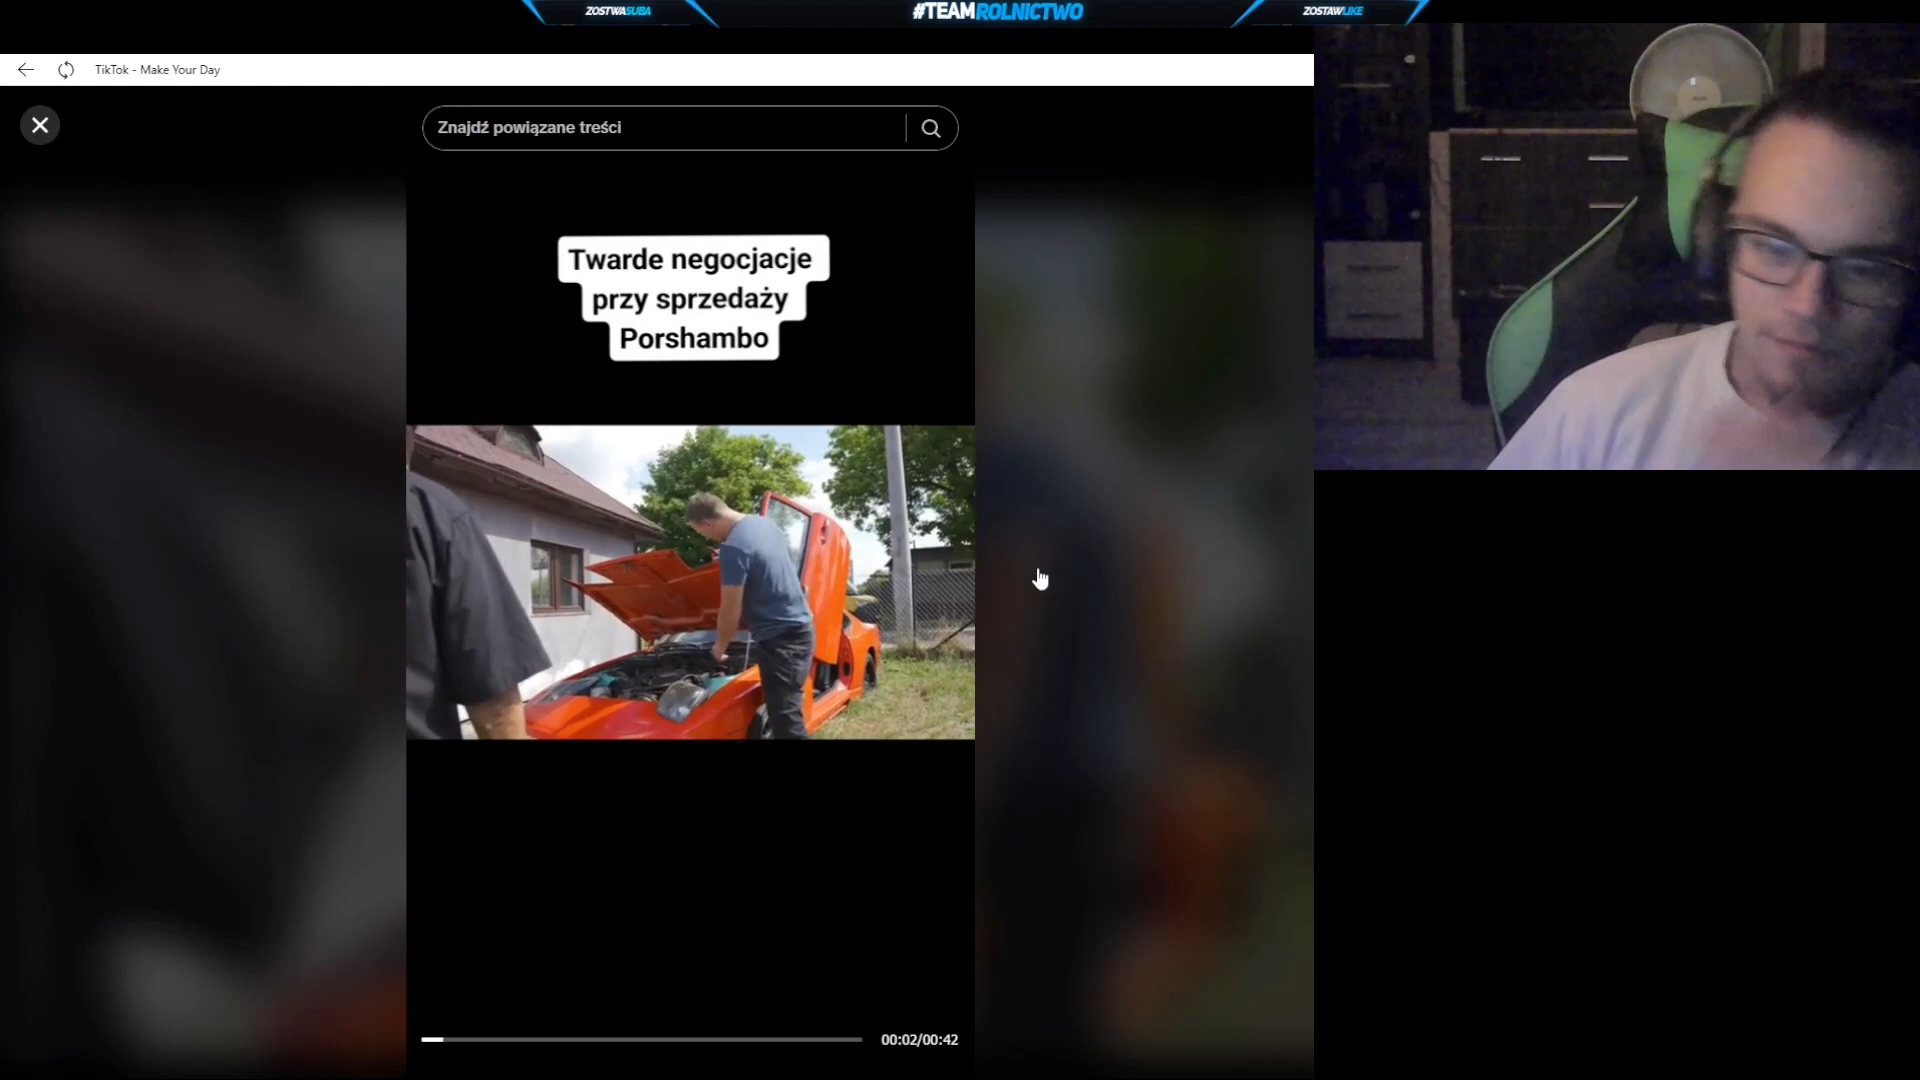 ZOSTWASUBA
#TEAMROLNICTWO
ZOSTAWLIKE
TikTok - Make Your Day
Znajdź powiązane treści
Twarde negocjacje
przy sprzedaży
Porshambo
00:02/00:42